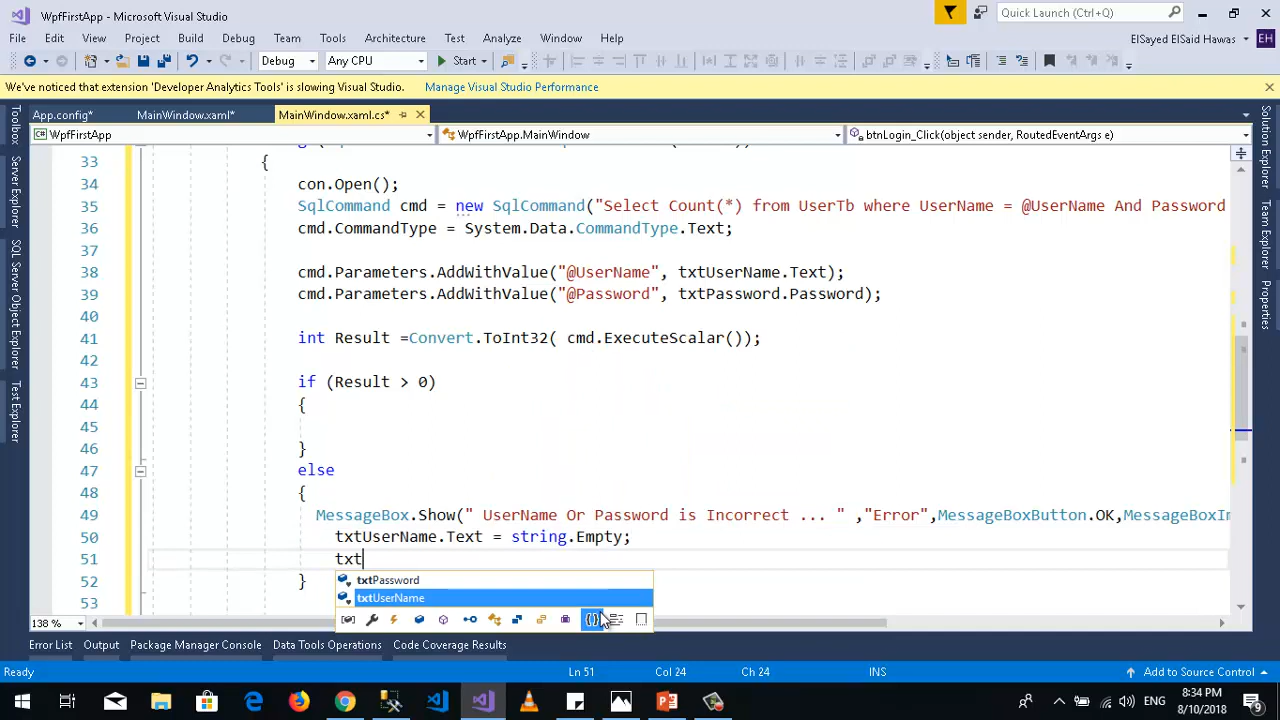 WpfFirstApp - Microsoft Visual Studio
Quick Launch (Ctrl+Q)
File Edit View Project Build Debug Team Tools Architecture Test Analyze Window Help
ElSayed ElSaid Hawas EH
Debug Any CPU Start
We've noticed that extension 'Developer Analytics Tools' is slowing Visual Studio. Manage Visual Studio Performance
App.config* MainWindow.xaml* MainWindow.xaml.cs*
WpfFirstApp WpfFirstApp.MainWindow btnLogin_Click(object sender, RoutedEventArgs e)
Toolbox
Server Explorer
SQL Server Object Explorer
Test Explorer
33 {
34 con.Open();
35 SqlCommand cmd = new SqlCommand("Select Count(*) from UserTb where UserName = @UserName And Password
36 cmd.CommandType = System.Data.CommandType.Text;
37
38 cmd.Parameters.AddWithValue("@UserName", txtUserName.Text);
39 cmd.Parameters.AddWithValue("@Password", txtPassword.Password);
40
41 int Result =Convert.ToInt32( cmd.ExecuteScalar());
42
43 if (Result > 0)
44 {
45
46 }
47 else
48 {
49 MessageBox.Show(" UserName Or Password is Incorrect ... " ,"Error",MessageBoxButton.OK,MessageBoxIm
50 txtUserName.Text = string.Empty;
51 txt
52 }
53
txtPassword
txtUserName
Solution Explorer
Team Explorer
Properties
138 %
Error List Output Package Manager Console Data Tools Operations Code Coverage Results
Ready Ln 51 Col 24 Ch 24 INS Add to Source Control
ENG
8:34 PM
8/10/2018